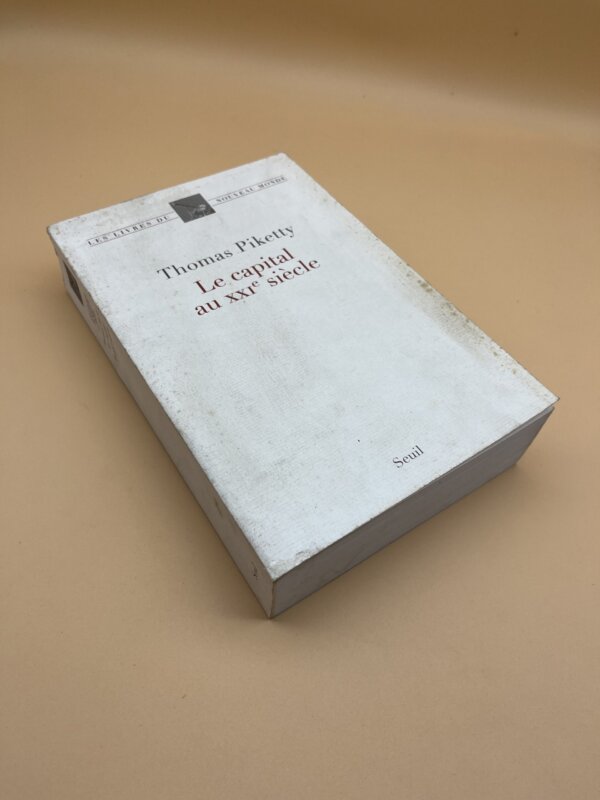 LES LIVRES DU NOUVEAU MONDE
Thomas Piketty
Le capital
au XXIe siècle
Seuil